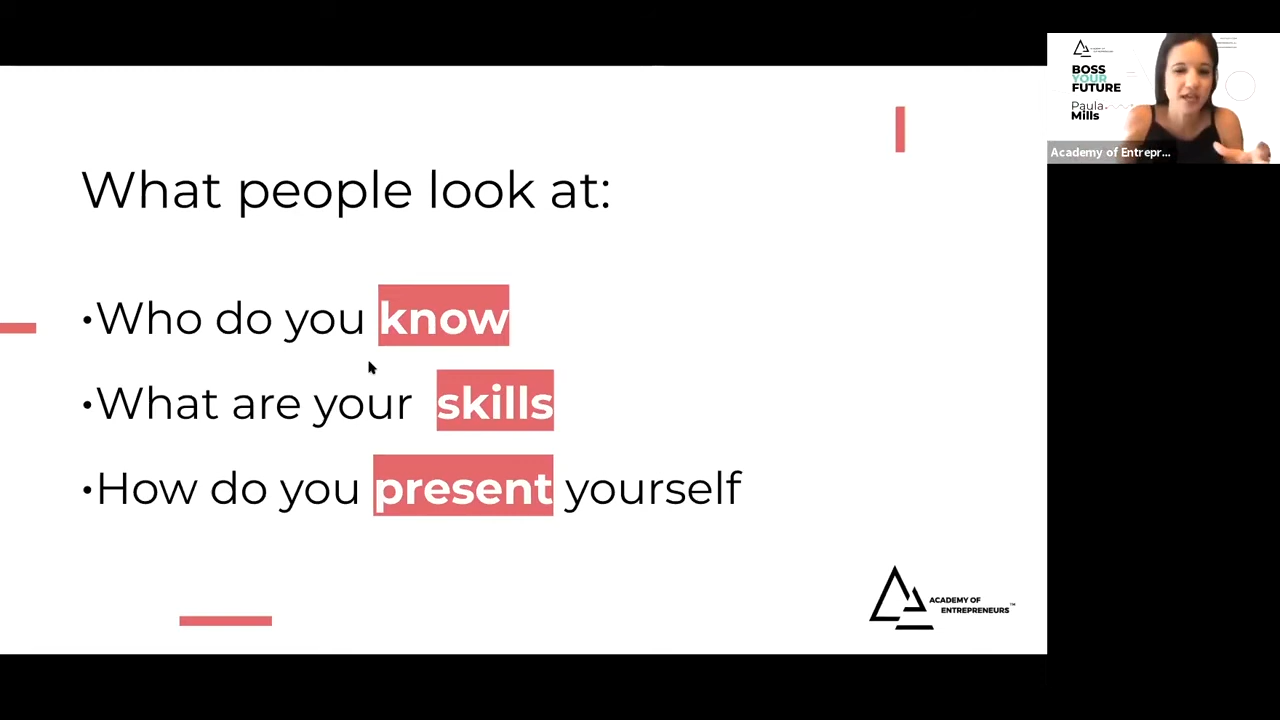 What people look at:
•Who do you know
•What are your skills
•How do you present yourself
ACADEMY OF
ENTREPRENEURS™
BOSS
YOUR
FUTURE
Paula
Mills
Academy of Entrepr...